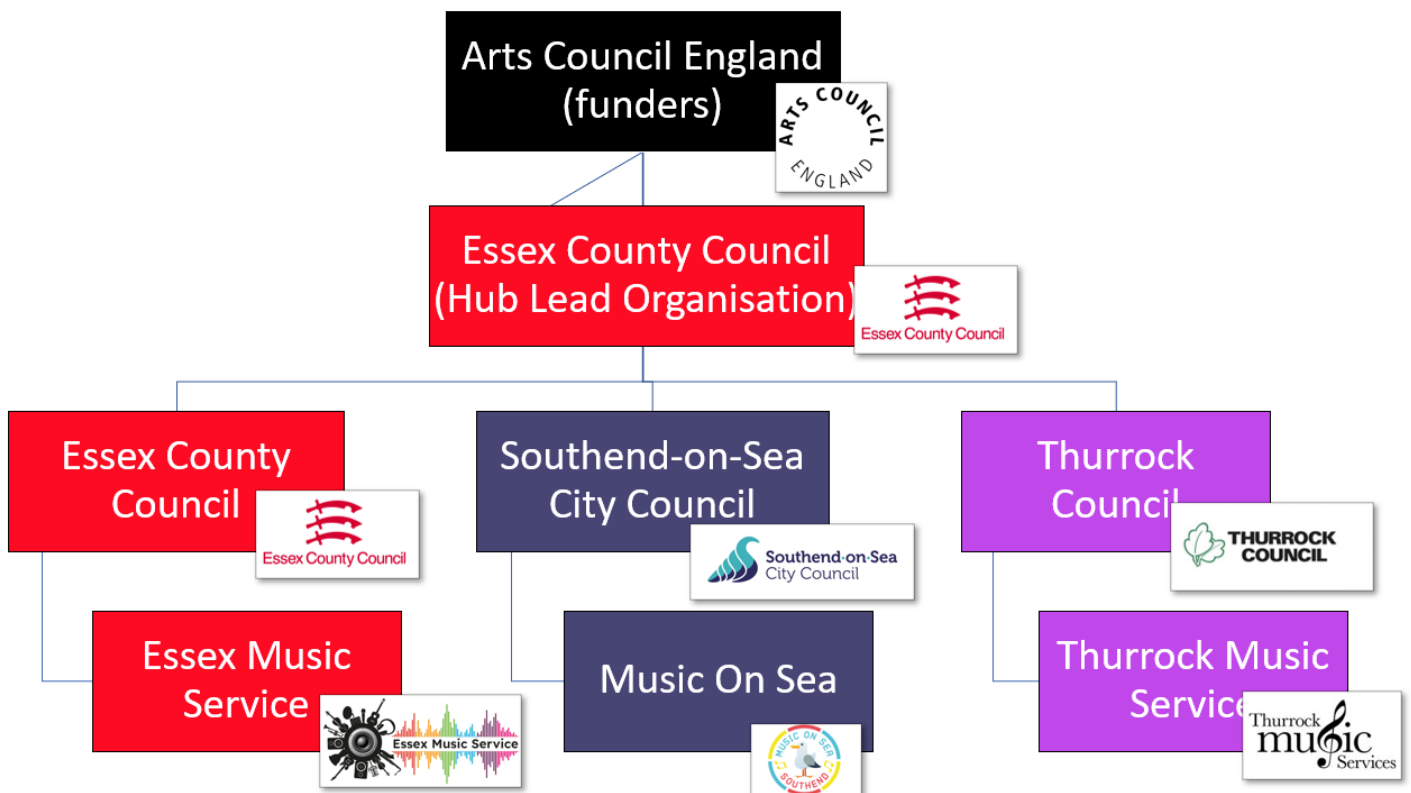 Arts Council England
(funders)
ARTS COUNCIL
ENGLAND
Essex County Council
(Hub Lead Organisation)
Essex County Council
Essex County
Council
Essex County Council
Southend-on-Sea
City Council
Southend-on-Sea
City Council
Thurrock
Council
THURROCK
COUNCIL
Essex Music
Service
Essex Music Service
Music On Sea
MUSIC ON SEA
SOUTHEND
Thurrock Music
Service
Thurrock
music
Services